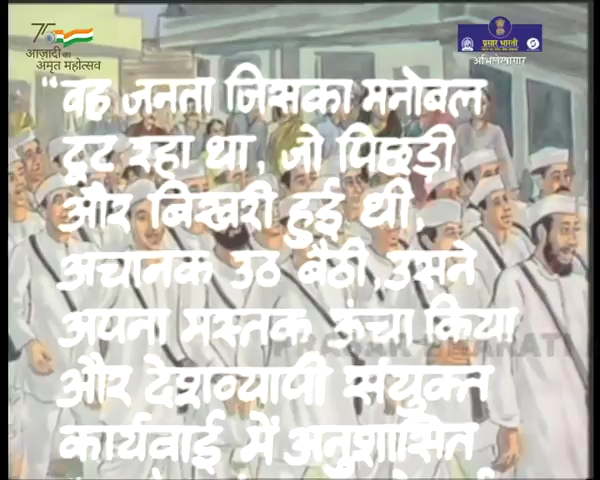 75
आज़ादी का
अमृत महोत्सव
प्रसार भारती
अभिलेखागार
“वह जनता जिसका मनोबल
टूट रहा था, जो पिछड़ी
और बिखरी हुई थी,
अचानक उठ बैठी,उसने
अपना मस्तक ऊंचा किया
और देशव्यापी संयुक्त
कार्यवाई में अनुशासित